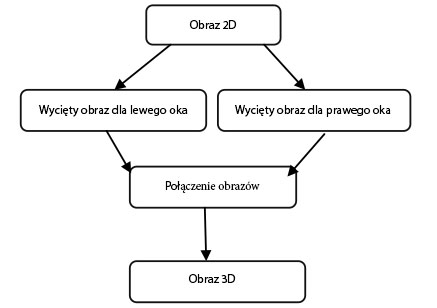 Obraz 2D
Wycięty obraz dla lewego oka
Wycięty obraz dla prawego oka
Połączenie obrazów
Obraz 3D